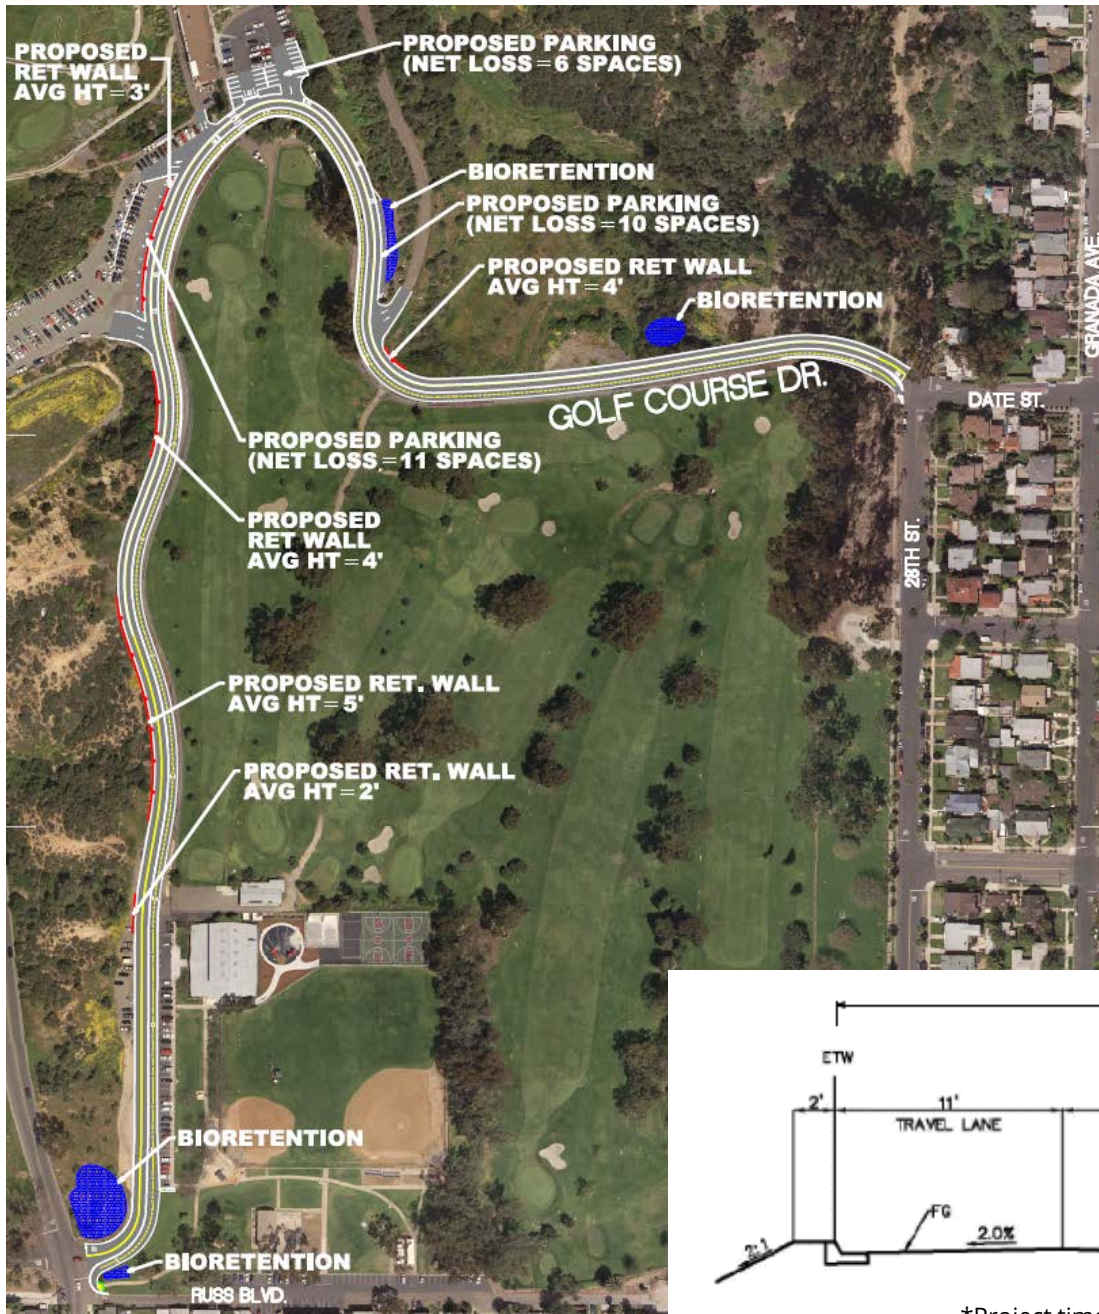 PROPOSED
RET WALL
AVG HT=3'
PROPOSED PARKING
(NET LOSS=6 SPACES)
BIORETENTION
PROPOSED PARKING
(NET LOSS=10 SPACES)
PROPOSED RET WALL
AVG HT=4'
BIORETENTION
GRANADA AVE.
GOLF COURSE DR.
DATE ST.
PROPOSED PARKING
(NET LOSS=11 SPACES)
PROPOSED
RET WALL
AVG HT=4'
28TH ST.
PROPOSED RET. WALL
AVG HT=5'
PROPOSED RET. WALL
AVG HT=2'
BIORETENTION
BIORETENTION
RUSS BLVD.
ETW
2'
11'
TRAVEL LANE
FG
2.0%
2:1
*Project time